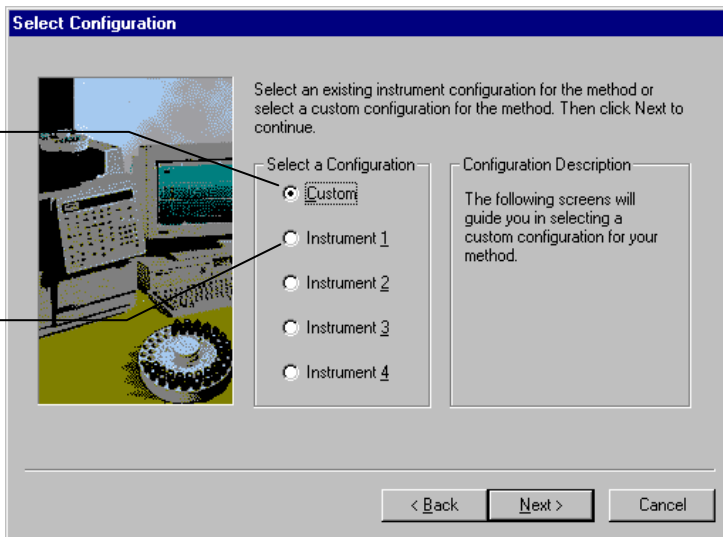 Select Configuration
Select an existing instrument configuration for the method or
select a custom configuration for the method. Then click Next to
continue.
Select a Configuration
Custom
Instrument 1
Instrument 2
Instrument 3
Instrument 4
Configuration Description
The following screens will
guide you in selecting a
custom configuration for your
method.
< Back
Next >
Cancel